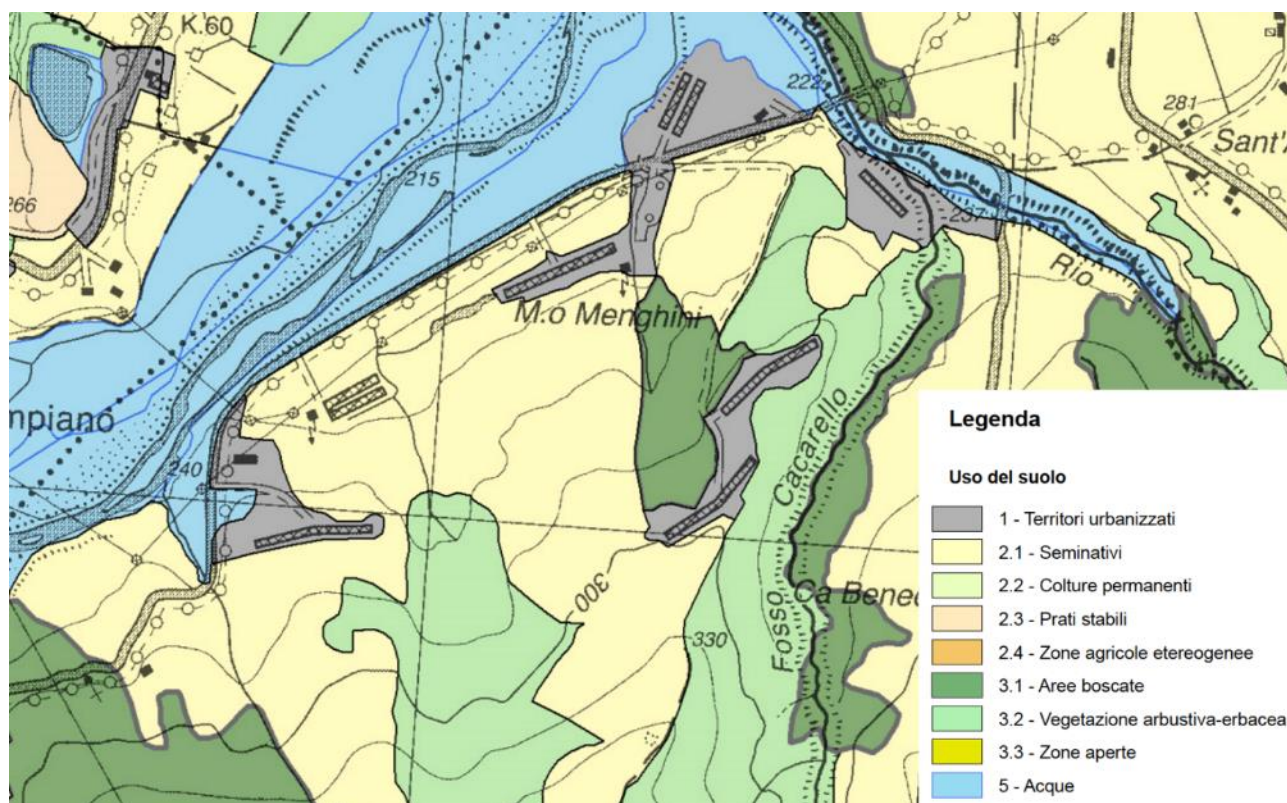 K.60
222
281
Sant'A
215
266
237
Rio
M.o Menghini
mpiano
240
Cacarello
Fosso
300
Ca Bened
330
Legenda
Uso del suolo
1 - Territori urbanizzati
2.1 - Seminativi
2.2 - Colture permanenti
2.3 - Prati stabili
2.4 - Zone agricole etereogenee
3.1 - Aree boscate
3.2 - Vegetazione arbustiva-erbacea
3.3 - Zone aperte
5 - Acque